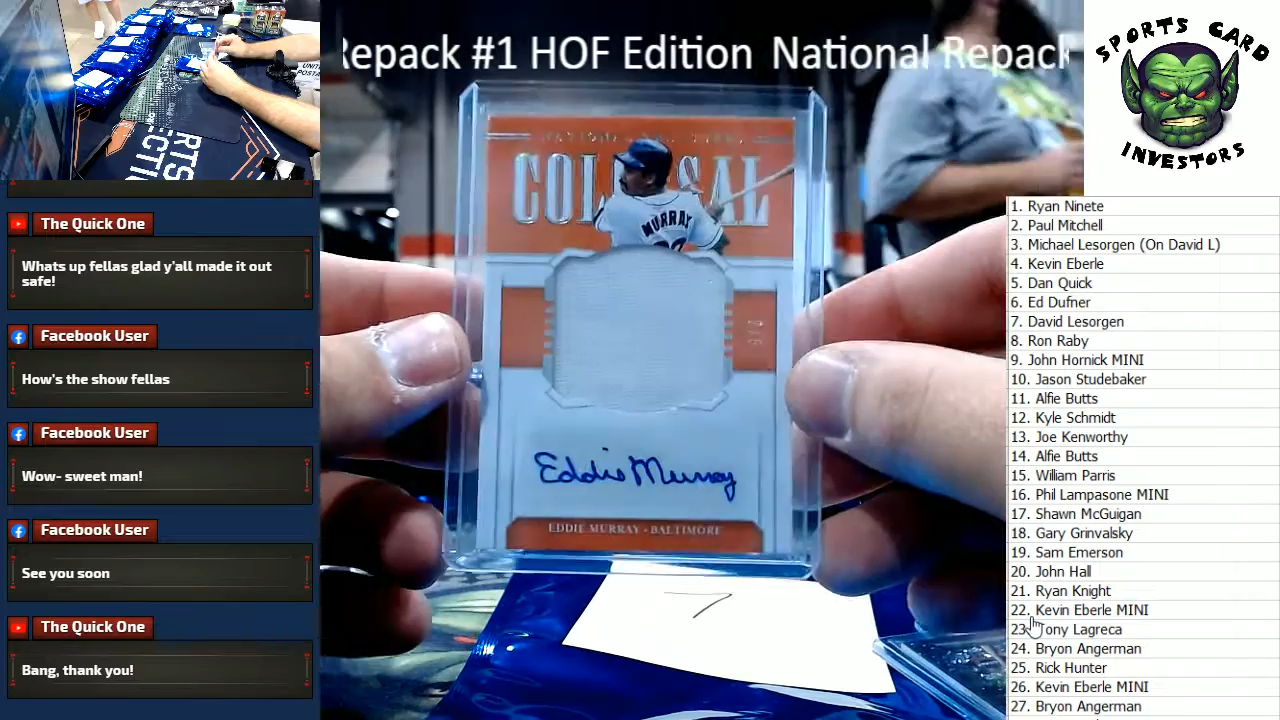 Repack #1 HOF Edition National Repack
SPORTS CARD
INVESTORS
The Quick One
Whats up fellas glad y'all made it out
safe!
Facebook User
How's the show fellas
Facebook User
Wow- sweet man!
Facebook User
See you soon
The Quick One
Bang, thank you!
MURRAY
Eddie Murray
EDDIE MURRAY • BALTIMORE
7
1. Ryan Ninete
2. Paul Mitchell
3. Michael Lesorgen (On David L)
4. Kevin Eberle
5. Dan Quick
6. Ed Dufner
7. David Lesorgen
8. Ron Raby
9. John Hornick MINI
10. Jason Studebaker
11. Alfie Butts
12. Kyle Schmidt
13. Joe Kenworthy
14. Alfie Butts
15. William Parris
16. Phil Lampasone MINI
17. Shawn McGuigan
18. Gary Grinvalsky
19. Sam Emerson
20. John Hall
21. Ryan Knight
22. Kevin Eberle MINI
23. Tony Lagreca
24. Bryon Angerman
25. Rick Hunter
26. Kevin Eberle MINI
27. Bryon Angerman